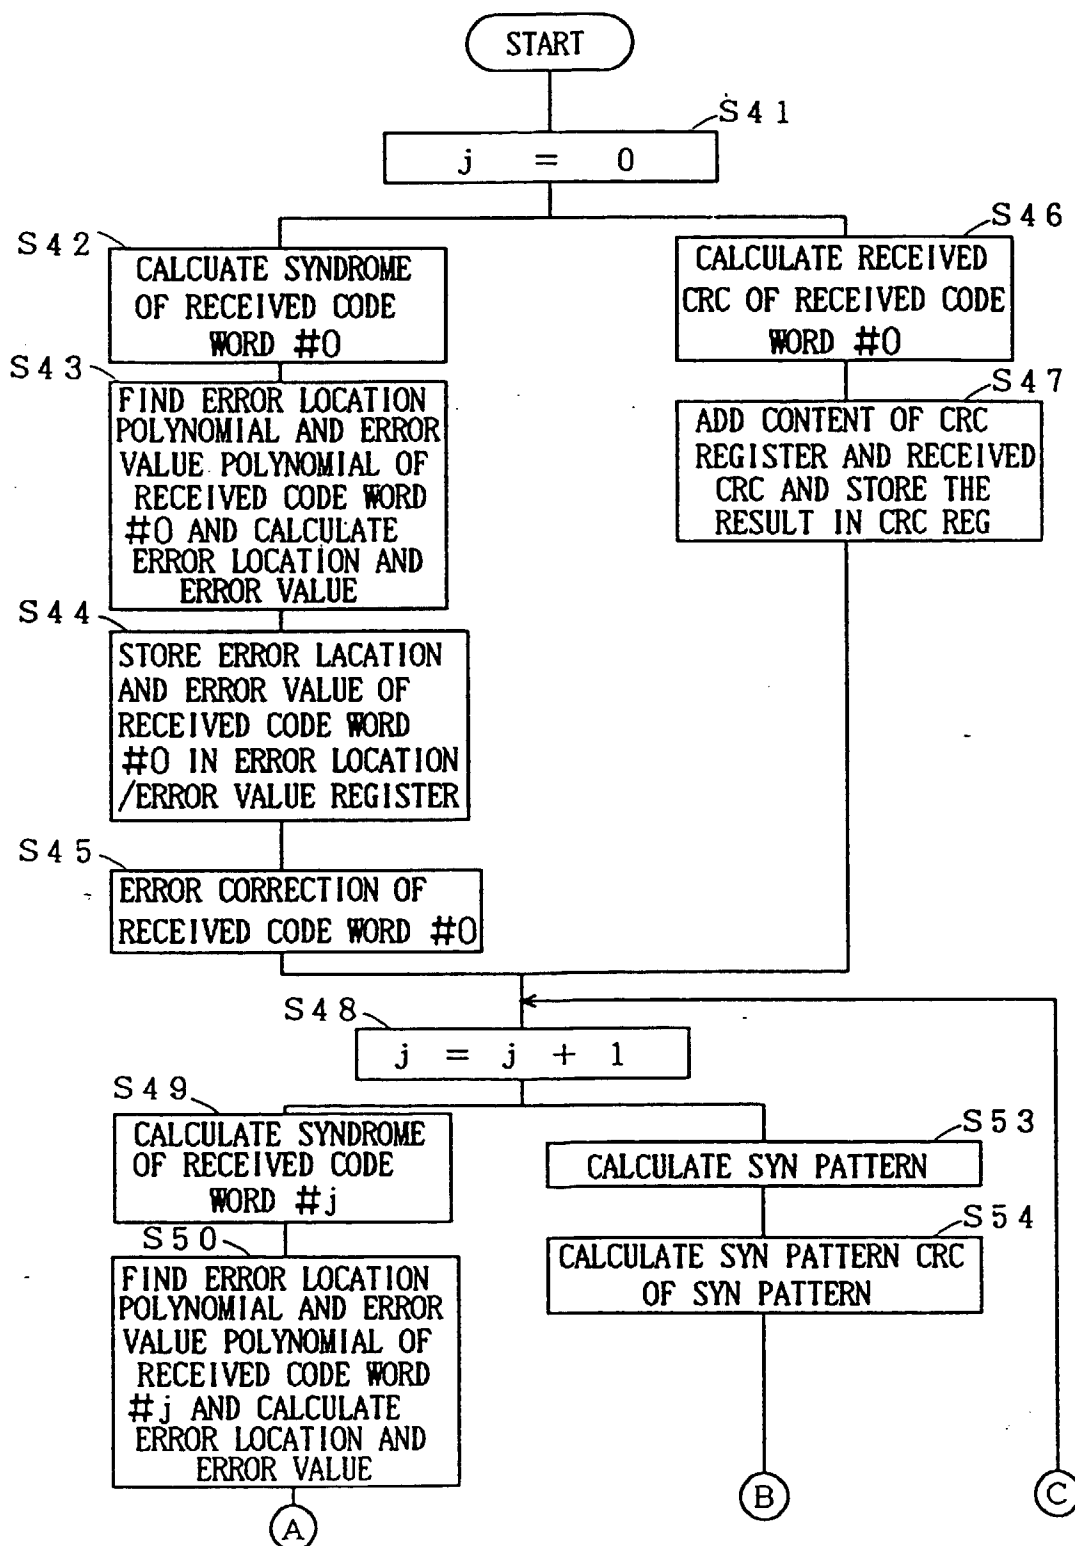 START
S41
j = 0
S42
CALCUATE SYNDROME
OF RECEIVED CODE
WORD #0
S46
CALCULATE RECEIVED
CRC OF RECEIVED CODE
WORD #0
S43
FIND ERROR LOCATION
POLYNOMIAL AND ERROR
VALUE POLYNOMIAL OF
RECEIVED CODE WORD
#0 AND CALCULATE
ERROR LOCATION AND
ERROR VALUE
S47
ADD CONTENT OF CRC
REGISTER AND RECEIVED
CRC AND STORE THE
RESULT IN CRC REG
S44
STORE ERROR LACATION
AND ERROR VALUE OF
RECEIVED CODE WORD
#0 IN ERROR LOCATION
/ERROR VALUE REGISTER
S45
ERROR CORRECTION OF
RECEIVED CODE WORD #0
S48
j = j + 1
S49
CALCULATE SYNDROME
OF RECEIVED CODE
WORD #j
S53
CALCULATE SYN PATTERN
S50
FIND ERROR LOCATION
POLYNOMIAL AND ERROR
VALUE POLYNOMIAL OF
RECEIVED CODE WORD
#j AND CALCULATE
ERROR LOCATION AND
ERROR VALUE
S54
CALCULATE SYN PATTERN CRC
OF SYN PATTERN
A
B
C